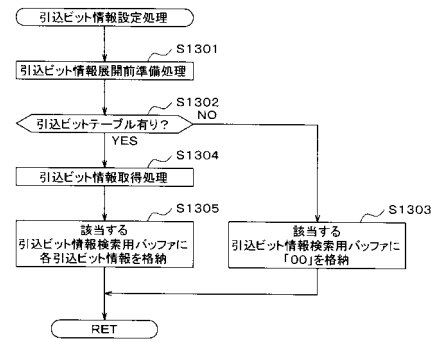 引込ビット情報設定処理
S1301
引込ビット情報展開前準備処理
S1302
引込ビットテーブル有り?
NO
YES
S1304
引込ビット情報取得処理
S1305
該当する
引込ビット情報検索用バッファに
各引込ビット情報を格納
S1303
該当する
引込ビット情報検索用バッファに
「00」を格納
RET